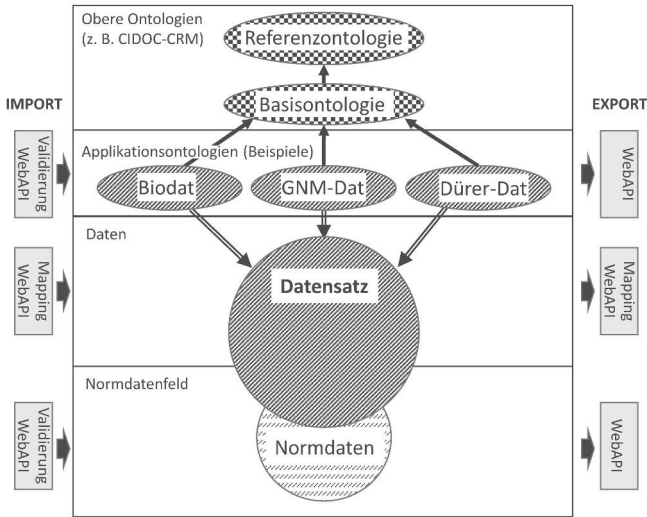 Obere Ontologien
(z. B. CIDOC-CRM)
Referenzontologie
Basisontologie
IMPORT
EXPORT
Validierung
WebAPI
Applikationsontologien (Beispiele)
Biodat
GNM-Dat
Dürer-Dat
WebAPI
Daten
Mapping
WebAPI
Datensatz
Mapping
WebAPI
Normdatenfeld
Validierung
WebAPI
Normdaten
WebAPI